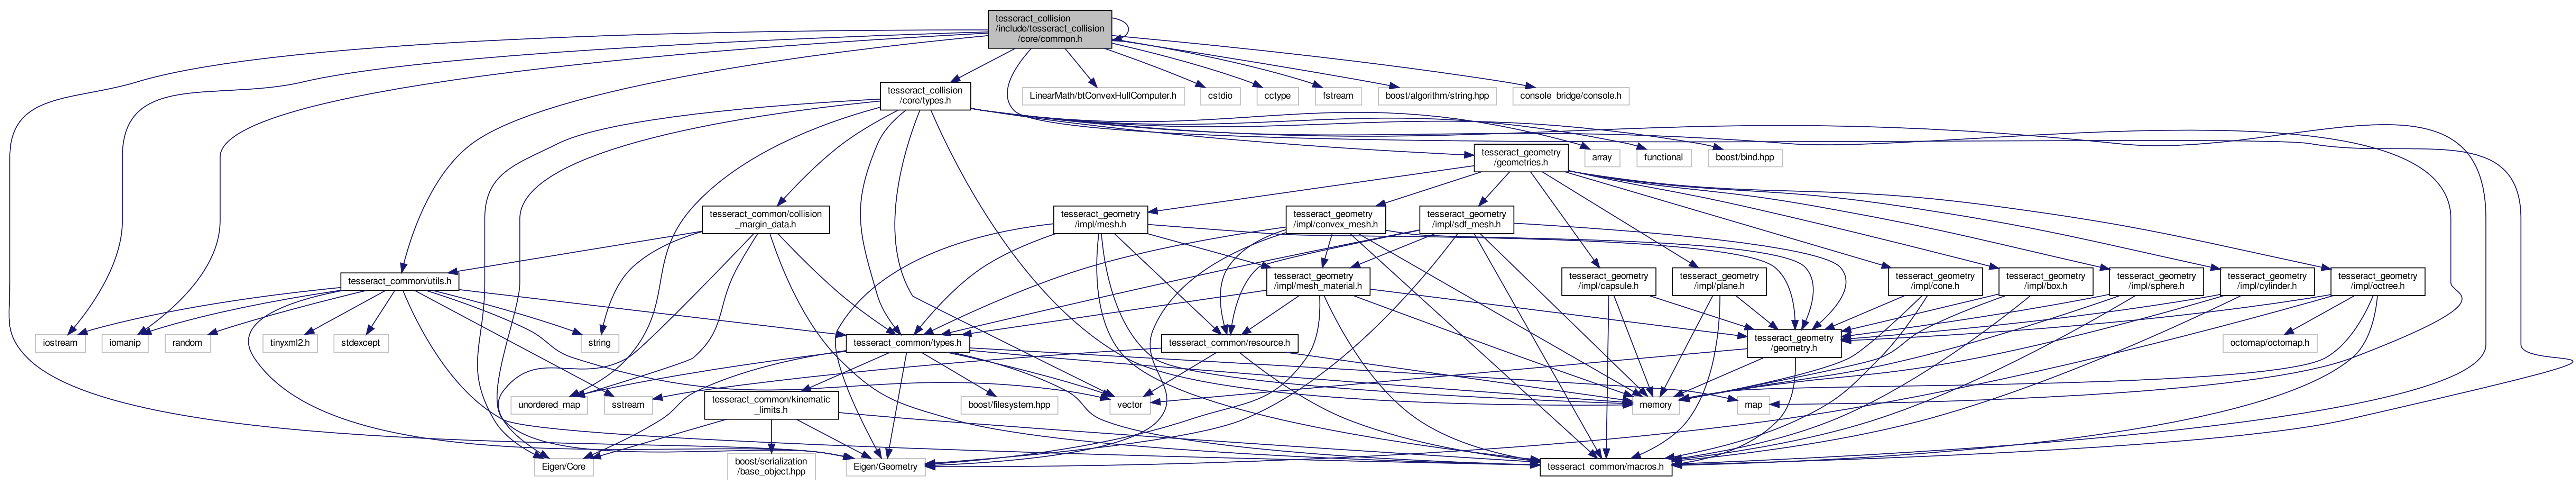 tesseract_collision
/include/tesseract_collision
/core/common.h
tesseract_collision
/core/types.h
LinearMath/btConvexHullComputer.h
cstdio
cctype
fstream
boost/algorithm/string.hpp
console_bridge/console.h
tesseract_geometry
/geometries.h
array
functional
boost/bind.hpp
tesseract_common/collision
_margin_data.h
tesseract_geometry
/impl/mesh.h
tesseract_geometry
/impl/convex_mesh.h
tesseract_geometry
/impl/sdf_mesh.h
tesseract_common/utils.h
tesseract_geometry
/impl/mesh_material.h
tesseract_geometry
/impl/capsule.h
tesseract_geometry
/impl/plane.h
tesseract_geometry
/impl/cone.h
tesseract_geometry
/impl/box.h
tesseract_geometry
/impl/sphere.h
tesseract_geometry
/impl/cylinder.h
tesseract_geometry
/impl/octree.h
iostream
iomanip
random
tinyxml2.h
stdexcept
string
tesseract_common/types.h
tesseract_common/resource.h
tesseract_geometry
/geometry.h
octomap/octomap.h
unordered_map
sstream
tesseract_common/kinematic
_limits.h
boost/filesystem.hpp
vector
memory
map
Eigen/Core
boost/serialization
/base_object.hpp
Eigen/Geometry
tesseract_common/macros.h